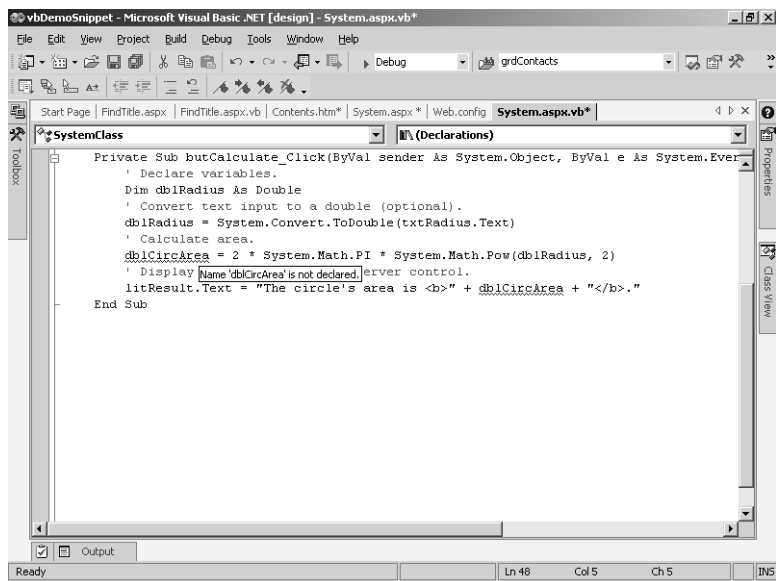 vbDemoSnippet - Microsoft Visual Basic .NET [design] - System.aspx.vb*
File Edit View Project Build Debug Tools Window Help
Debug grdContacts
Start Page FindTitle.aspx FindTitle.aspx.vb Contents.htm* System.aspx * Web.config System.aspx.vb*
SystemClass (Declarations)
Toolbox
Private Sub butCalculate_Click(ByVal sender As System.Object, ByVal e As System.Ever
' Declare variables.
Dim dblRadius As Double
' Convert text input to a double (optional).
dblRadius = System.Convert.ToDouble(txtRadius.Text)
' Calculate area.
dblCircArea = 2 * System.Math.PI * System.Math.Pow(dblRadius, 2)
' Display Name 'dblCircArea' is not declared. erver control.
litResult.Text = "The circle's area is <b>" + dblCircArea + "</b>."
End Sub
Properties
Class View
Output
Ready Ln 48 Col 5 Ch 5 INS